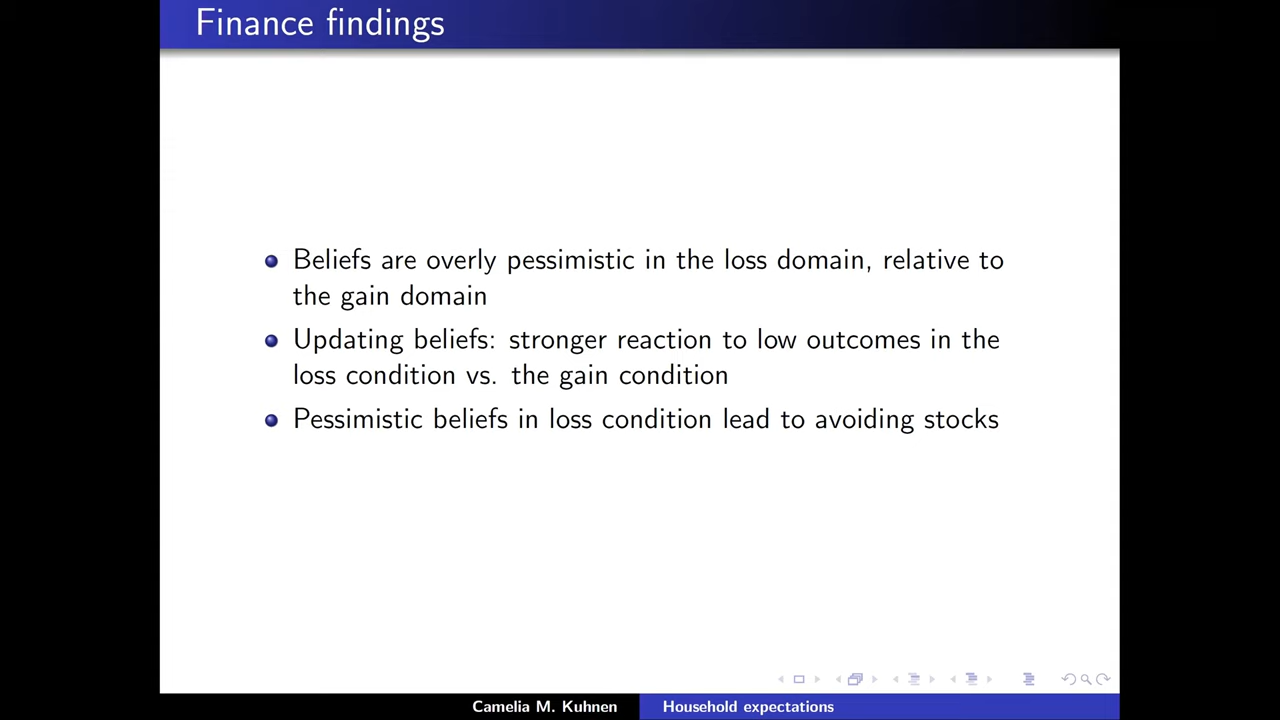 Finance findings
Beliefs are overly pessimistic in the loss domain, relative to
the gain domain
Updating beliefs: stronger reaction to low outcomes in the
loss condition vs. the gain condition
Pessimistic beliefs in loss condition lead to avoiding stocks
Camelia M. Kuhnen
Household expectations